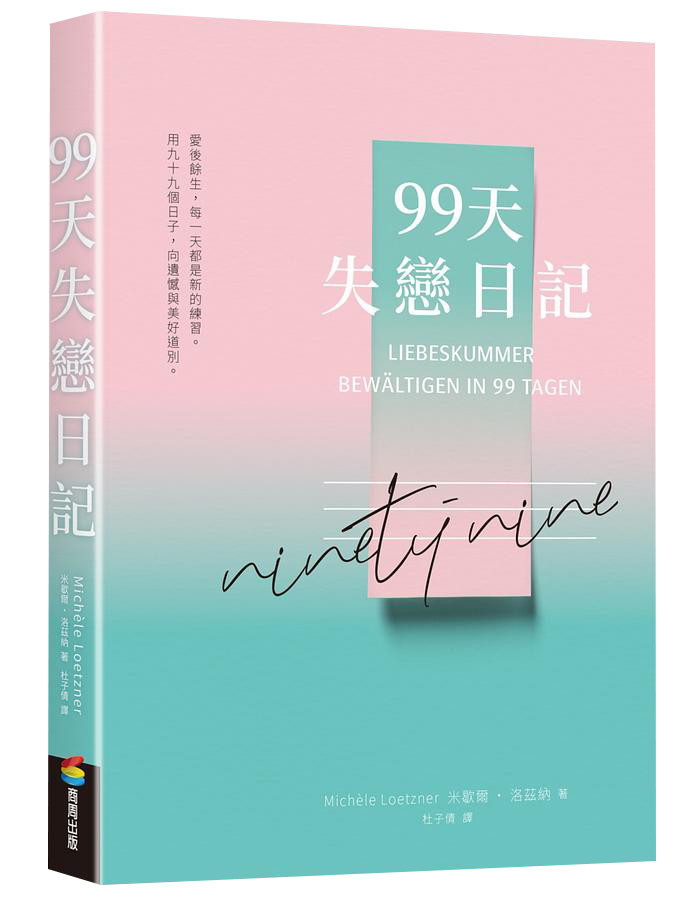 99天失戀日記
Michèle Loetzner
米歇爾・洛茲納 著 杜子倩 譯
商周出版
愛後餘生，每一天都是新的練習。
用九十九個日子，向遺憾與美好道別。
99天
失戀日記
LIEBESKUMMER
BEWÄLTIGEN IN 99 TAGEN
ninety nine
Michèle Loetzner 米歇爾・洛茲納 著
杜子倩 譯